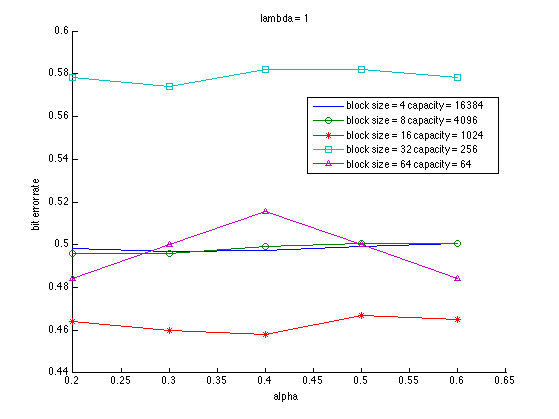 lambda = 1
0.6
0.58
0.56
0.54
0.52
0.5
0.48
0.46
0.44
bit error rate
block size = 4 capacity = 16384
block size = 8 capacity = 4096
block size = 16 capacity = 1024
block size = 32 capacity = 256
block size = 64 capacity = 64
0.2 0.25 0.3 0.35 0.4 0.45 0.5 0.55 0.6 0.65
alpha